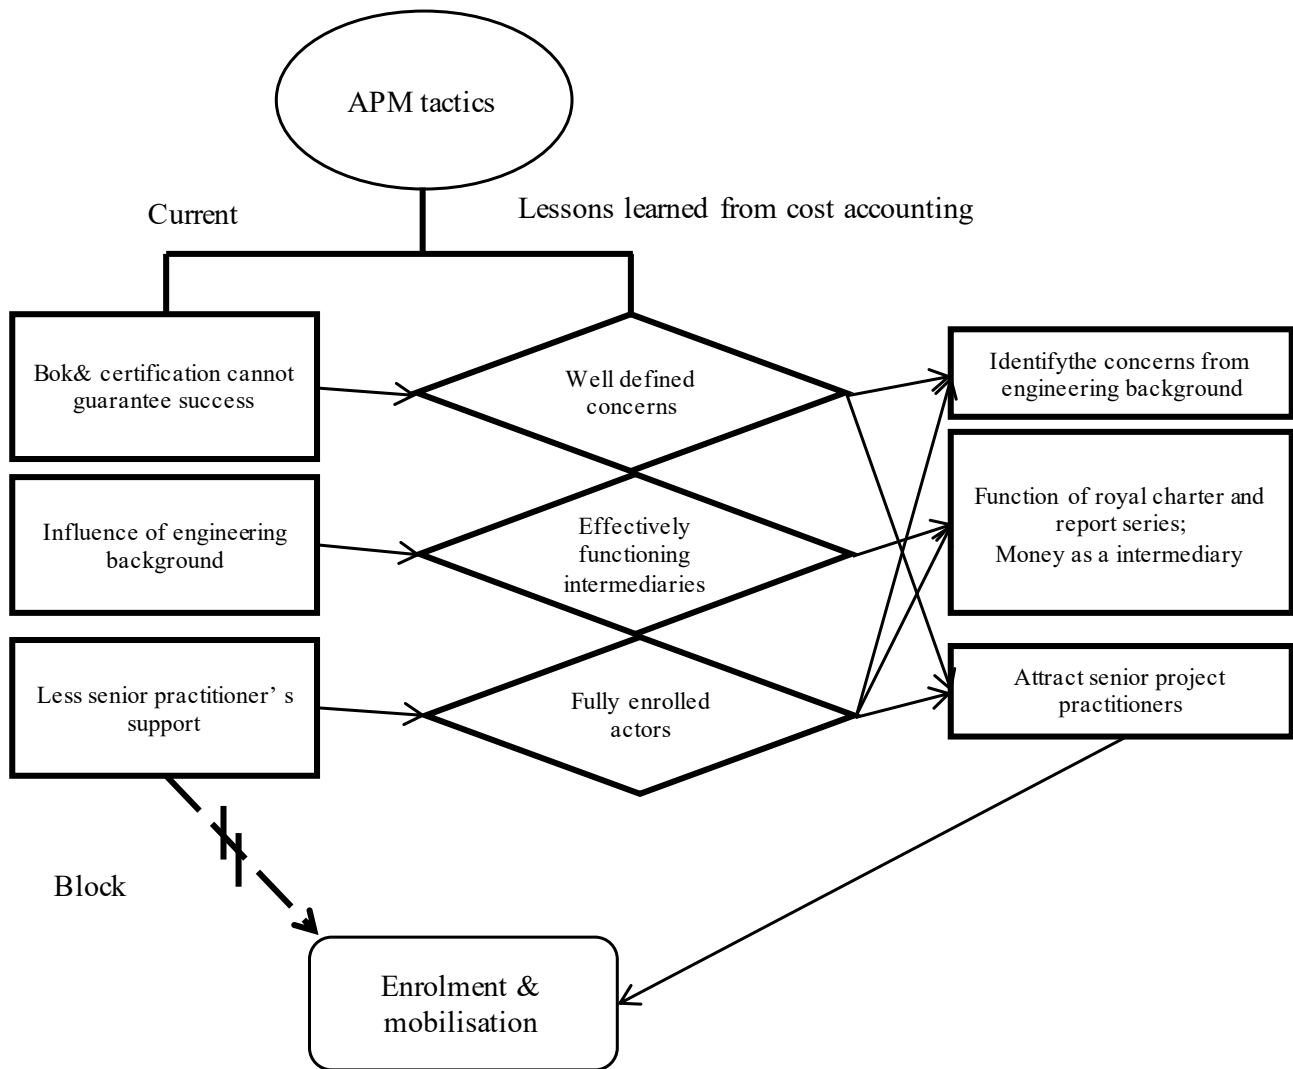 APM tactics
Current
Lessons learned from cost accounting
Bok& certification cannot
guarantee success
Well defined
concerns
Identifythe concerns from
engineering background
Influence of engineering
background
Effectively
functioning
intermediaries
Function of royal charter and
report series;
Money as a intermediary
Less senior practitioner’ s
support
Fully enrolled
actors
Attract senior project
practitioners
Block
Enrolment &
mobilisation